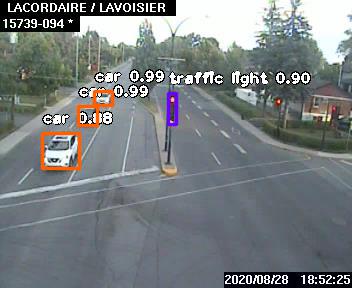 LACORDAIRE / LAVOISIER
15739-094 *
car 0.99
traffic light 0.90
car 0.99
car 0.88
2020/08/28 18:52:25